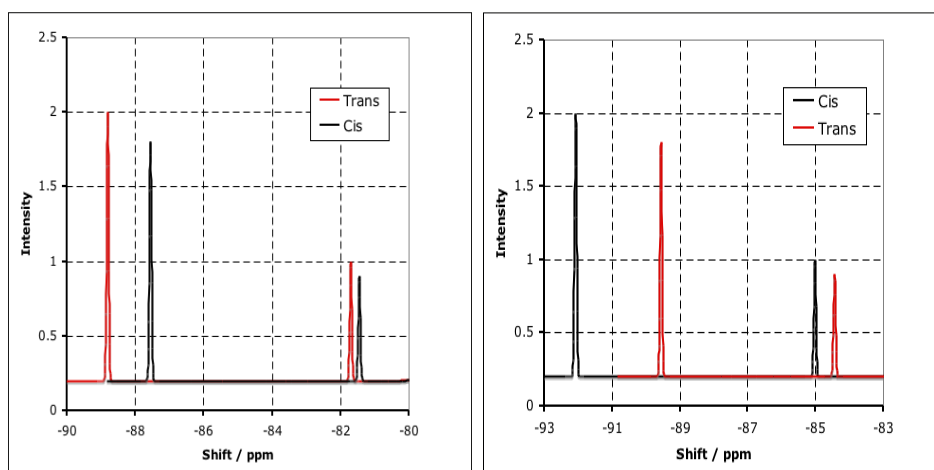 2.5
2
1.5
1
0.5
0
Intensity
Trans
Cis
-90 -88 -86 -84 -82 -80
Shift / ppm
2.5
2
1.5
1
0.5
0
Intensity
Cis
Trans
-93 -91 -89 -87 -85 -83
Shift / ppm